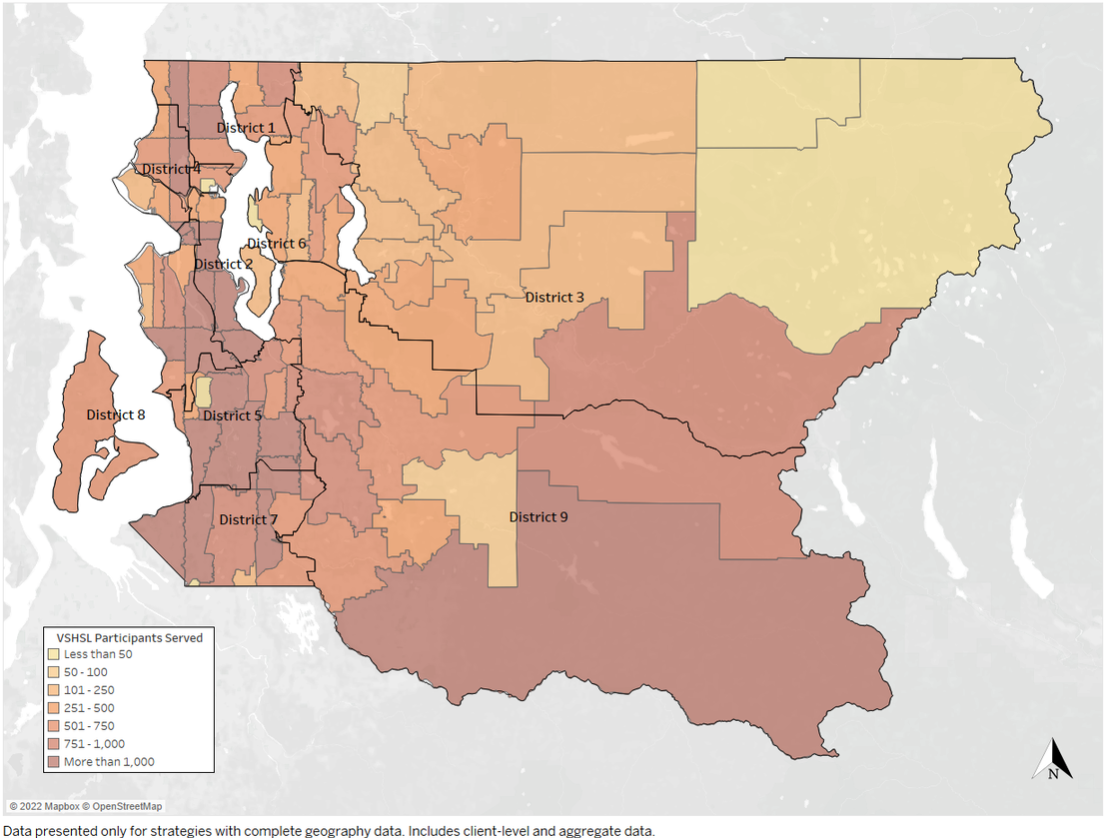 District 1
District 4
District 6
District 2
District 3
District 8
District 5
District 7
District 9
VSHSL Participants Served
Less than 50
50 - 100
101 - 250
251 - 500
501 - 750
751 - 1,000
More than 1,000
N
© 2022 Mapbox © OpenStreetMap
Data presented only for strategies with complete geography data. Includes client-level and aggregate data.